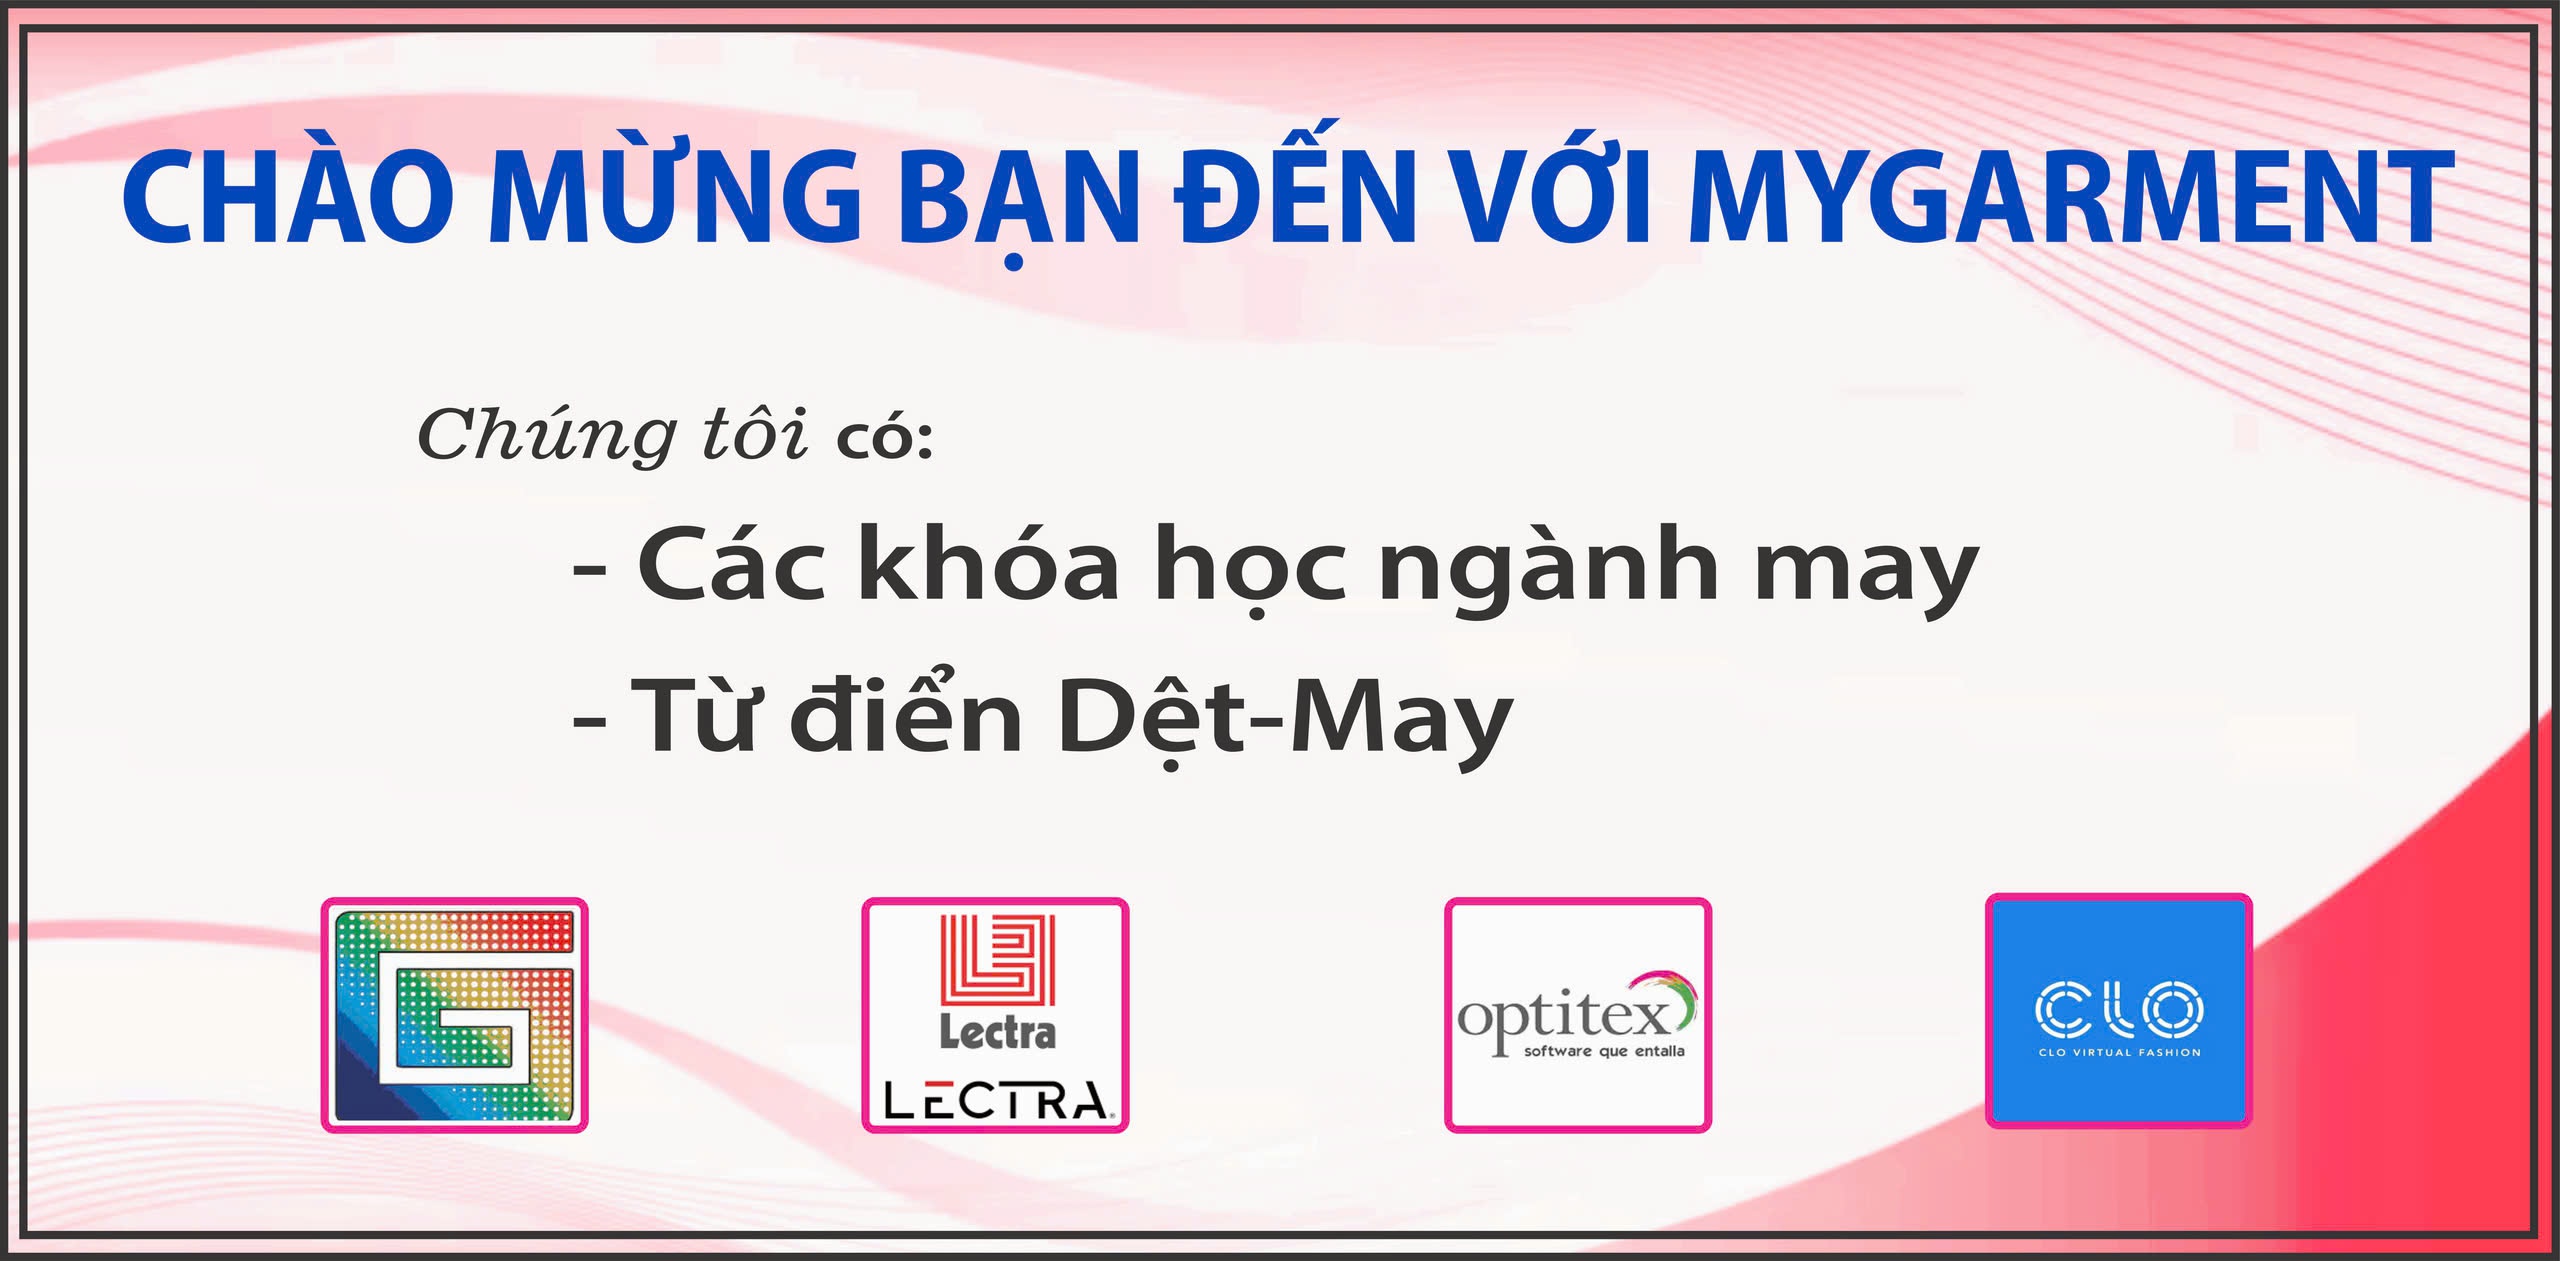 CHÀO MỪNG BẠN ĐẾN VỚI MYGARMENT
Chúng tôi có:
- Các khóa học ngành may
- Từ điển Dệt-May
G
Lectra
LECTRA®
optitex
software que entalla
CLO
CLO VIRTUAL FASHION